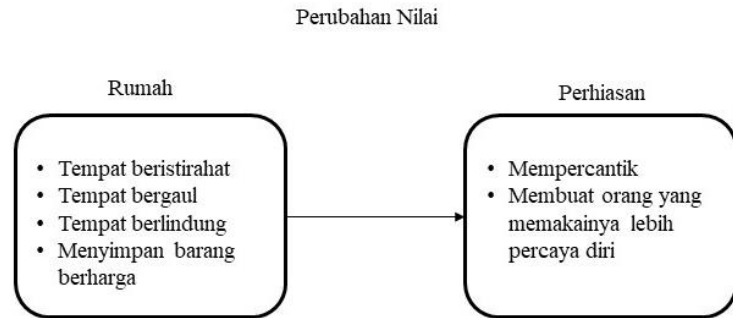 Perubahan Nilai
Rumah
• Tempat beristirahat
• Tempat bergaul
• Tempat berlindung
• Menyimpan barang
berharga
Perhiasan
• Mempercantik
• Membuat orang yang
memakainya lebih
percaya diri